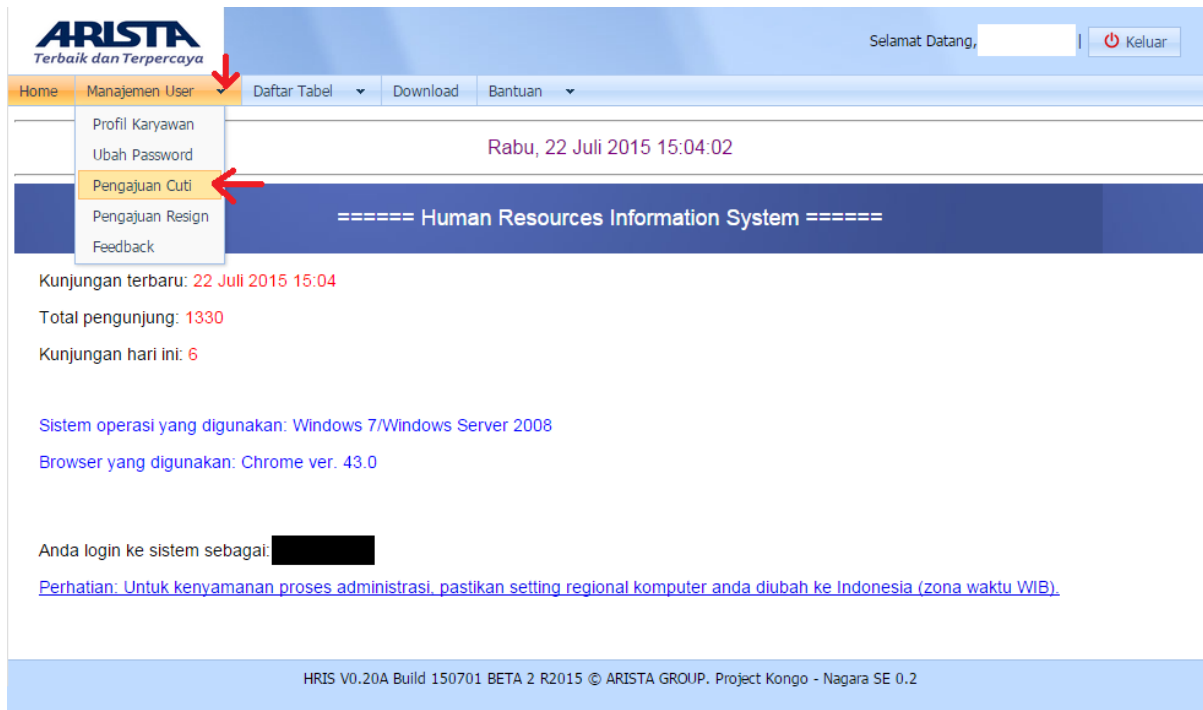 ARISTA
Terbaik dan Terpercaya
Selamat Datang, | Keluar
Home Manajemen User Daftar Tabel Download Bantuan
Profil Karyawan
Ubah Password
Pengajuan Cuti
Pengajuan Resign
Feedback
Rabu, 22 Juli 2015 15:04:02
====== Human Resources Information System ======
Kunjungan terbaru: 22 Juli 2015 15:04
Total pengunjung: 1330
Kunjungan hari ini: 6
Sistem operasi yang digunakan: Windows 7/Windows Server 2008
Browser yang digunakan: Chrome ver. 43.0
Anda login ke sistem sebagai:
Perhatian: Untuk kenyamanan proses administrasi, pastikan setting regional komputer anda diubah ke Indonesia (zona waktu WIB).
HRIS V0.20A Build 150701 BETA 2 R2015 © ARISTA GROUP. Project Kongo - Nagara SE 0.2